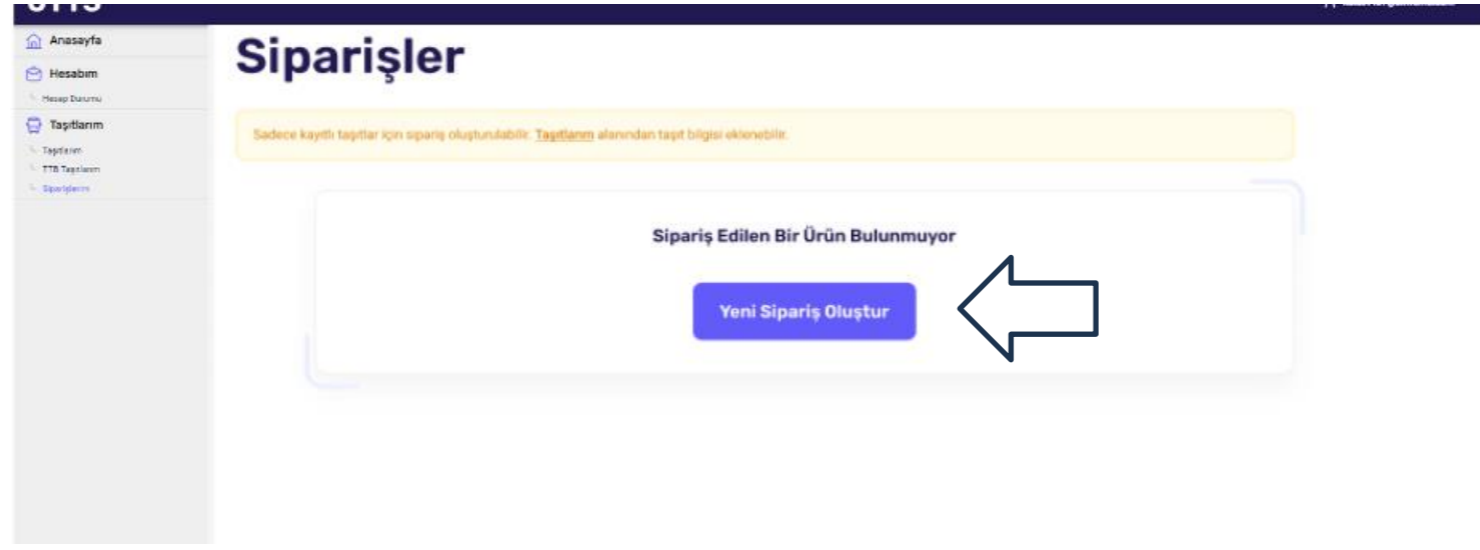 Anasayfa
Hesabım
Hesap Durumu
Taşıtlarım
Taşıtlarım
TTB Taşıtlarım
Siparişlerim
Siparişler
Sadece kayıtlı taşıtlar için sipariş oluşturulabilir. Taşıtlarım alanından taşıt bilgisi eklenebilir.
Sipariş Edilen Bir Ürün Bulunmuyor
Yeni Sipariş Oluştur